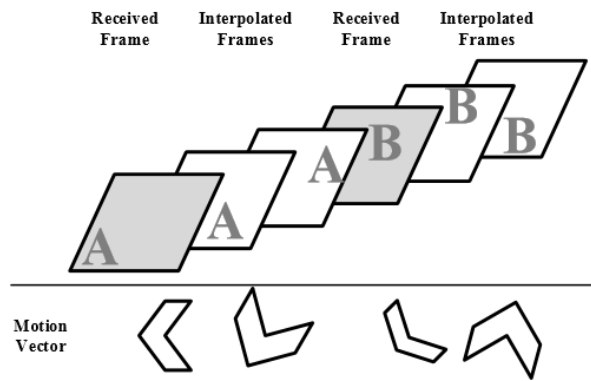 Received Interpolated Received Interpolated
Frame Frames Frame Frames
A
A
A
B
B
B
Motion
Vector